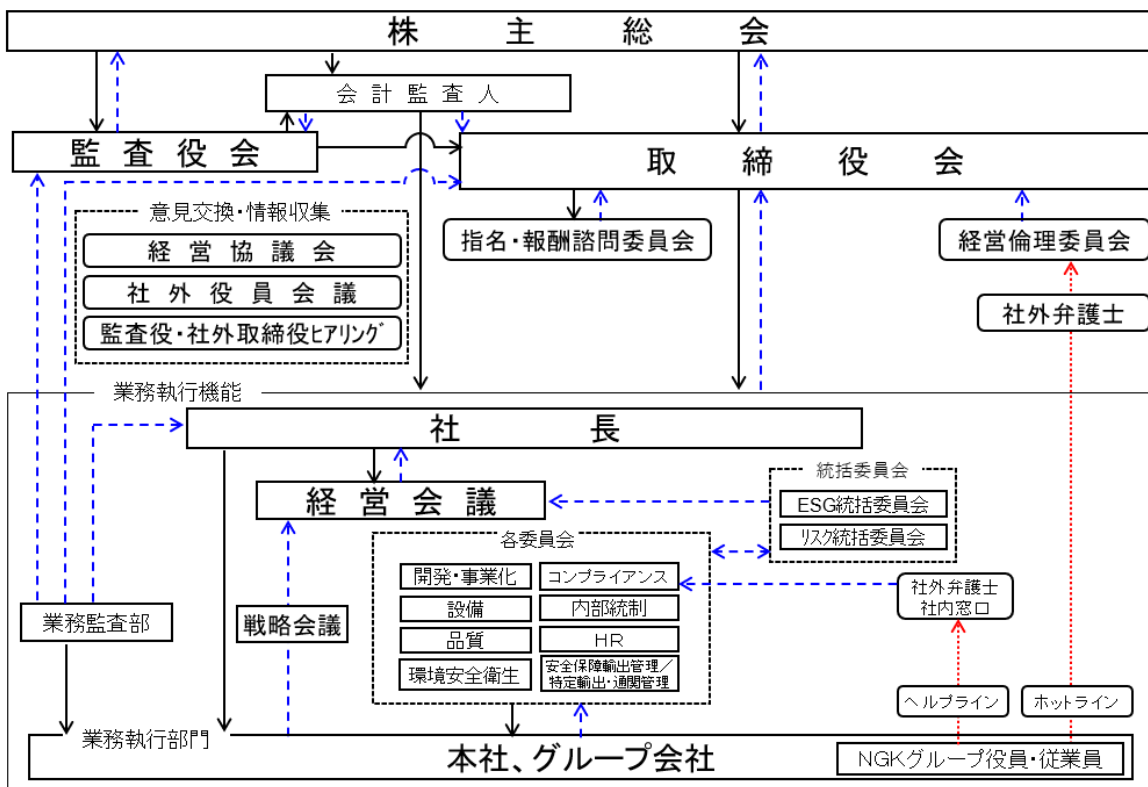 株主総会
会計監査人
監査役会
取締役会
意見交換・情報収集
経営協議会
社外役員会議
監査役・社外取締役ﾋｱﾘﾝｸﾞ
指名・報酬諮問委員会
経営倫理委員会
社外弁護士
業務執行機能
社長
経営会議
統括委員会
ESG統括委員会
ﾘｽｸ統括委員会
各委員会
開発・事業化
コンプライアンス
設備
内部統制
品質
HR
環境安全衛生
安全保障輸出管理／
特定輸出・通関管理
社外弁護士
社内窓口
業務監査部
戦略会議
ヘルプライン
ホットライン
業務執行部門
本社、グループ会社
NGKグループ役員・従業員